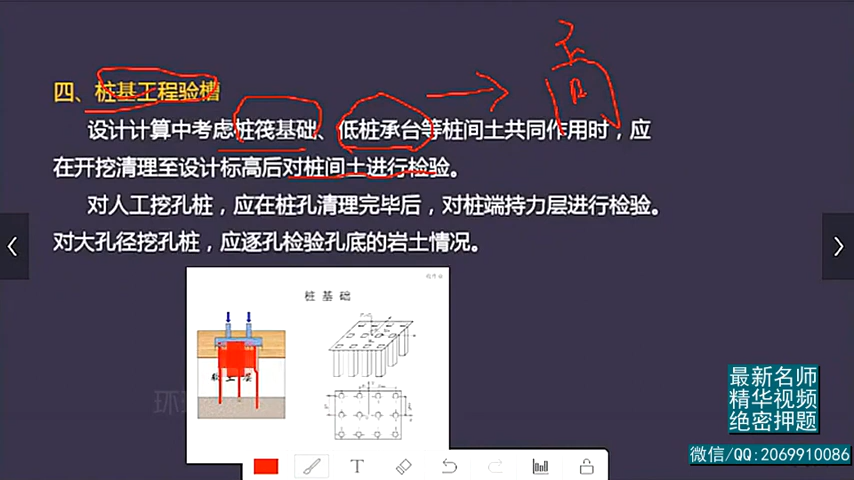 高
四、桩基工程验槽
设计计算中考虑桩筏基础、低桩承台等桩间土共同作用时，应
在开挖清理至设计标高后对桩间土进行检验。
对人工挖孔桩，应在桩孔清理完毕后，对桩端持力层进行检验。
对大孔径挖孔桩，应逐孔检验孔底的岩土情况。
桩 基 础
软 土 层
环
最新名师
精华视频
绝密押题
微信/QQ:2069910086
T